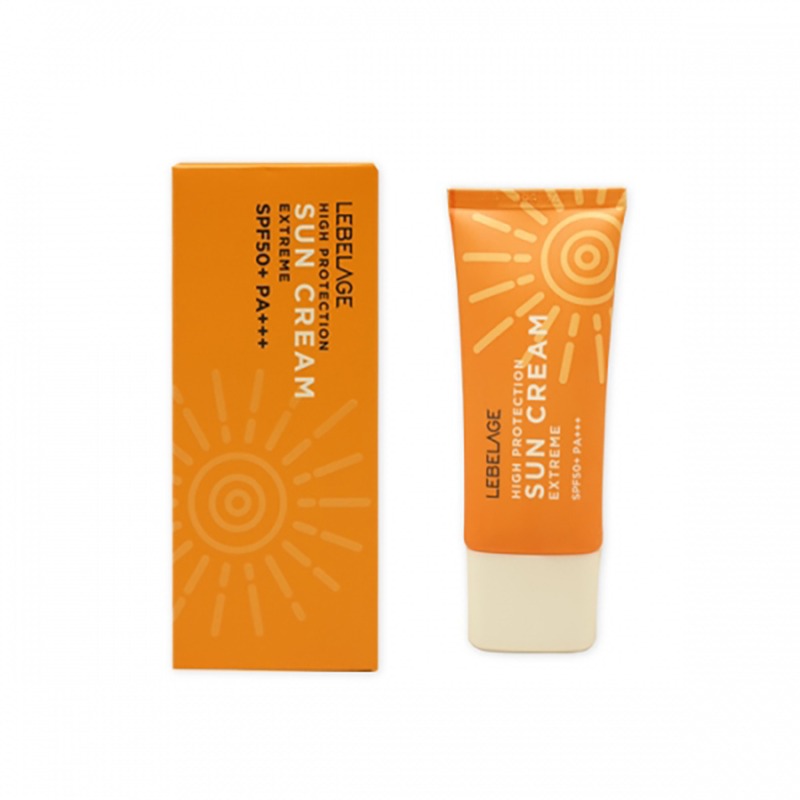 LEBELAGE
HIGH PROTECTION
SUN CREAM
EXTREME
SPF50+ PA+++
LEBELAGE
HIGH PROTECTION
SUN CREAM
EXTREME
SPF50+ PA+++